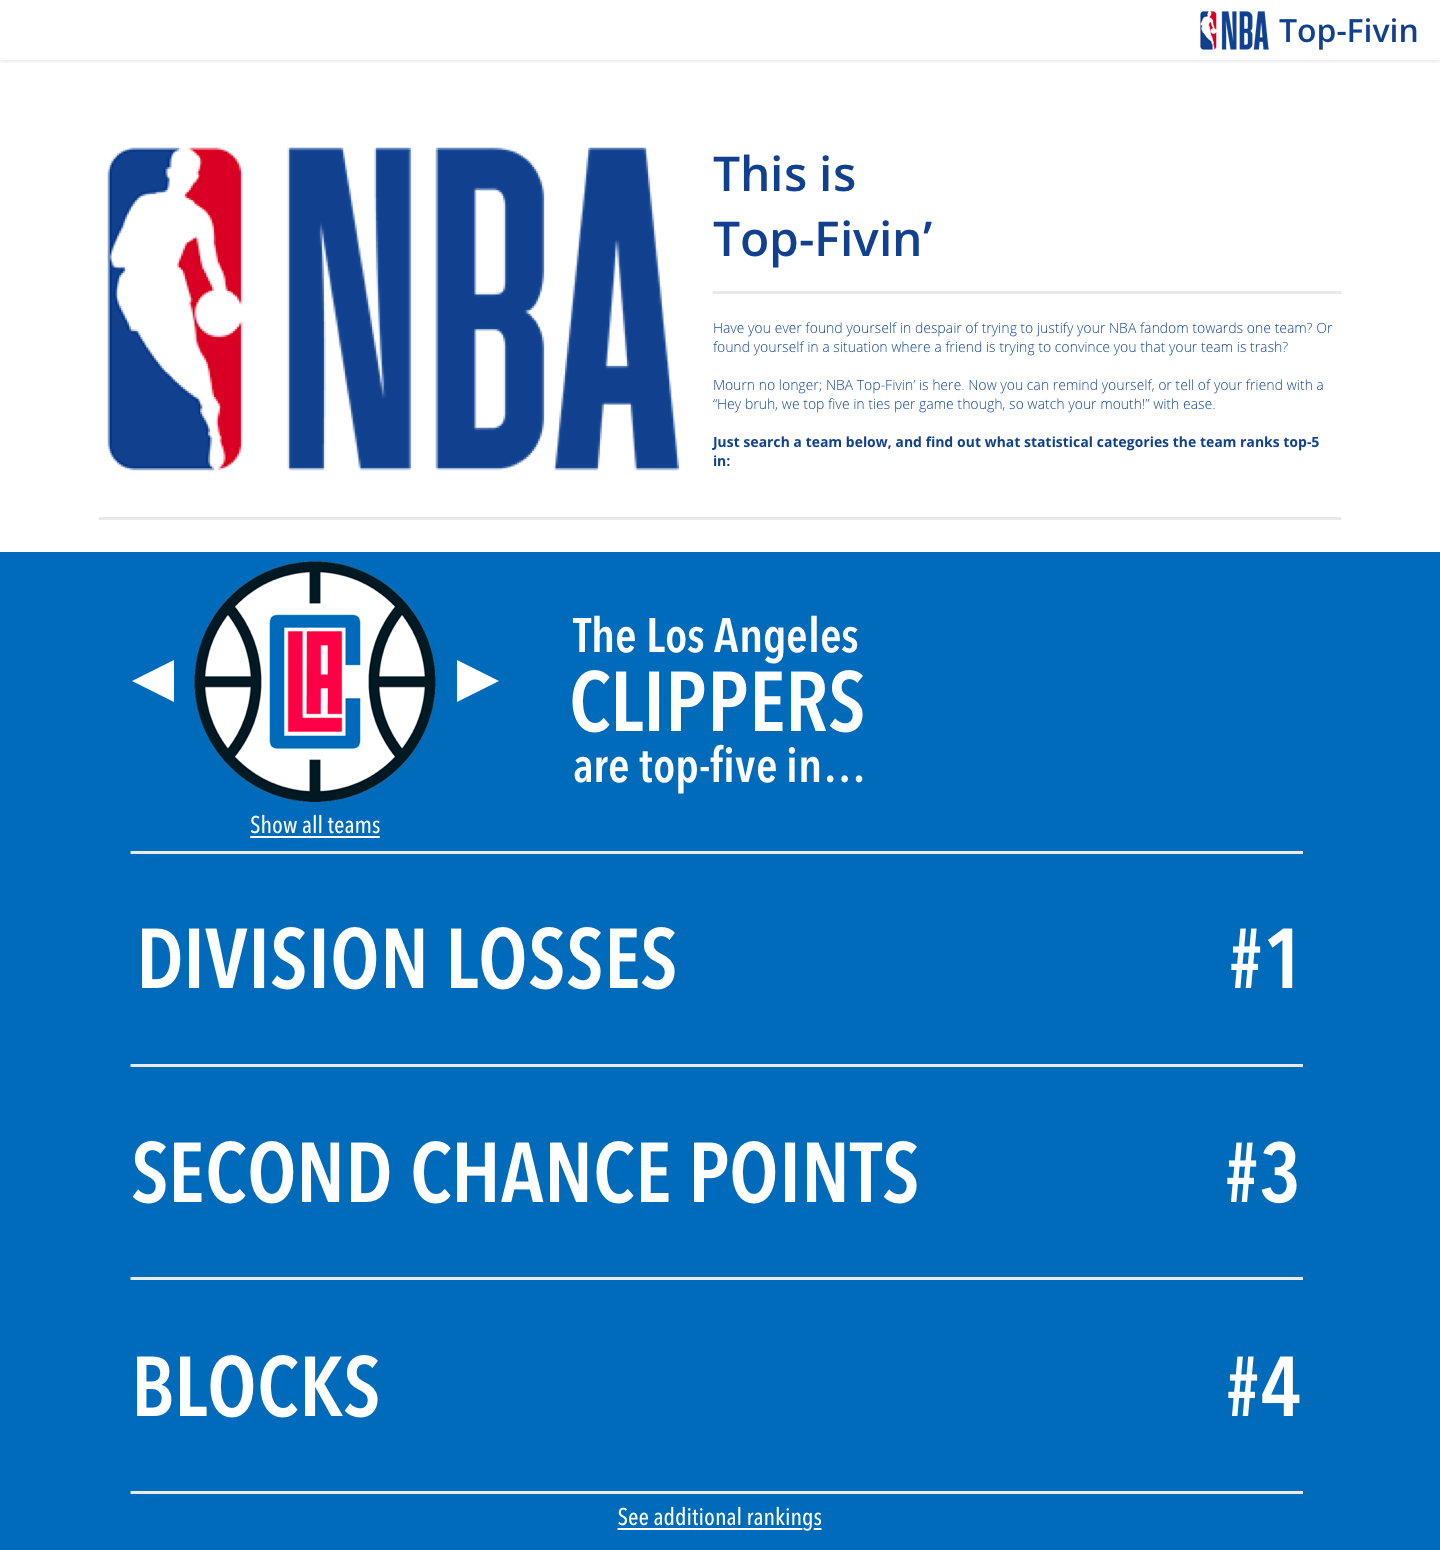 NBA Top-Fivin
NBA
This is
Top-Fivin’
Have you ever found yourself in despair of trying to justify your NBA fandom towards one team? Or
found yourself in a situation where a friend is trying to convince you that your team is trash?
Mourn no longer; NBA Top-Fivin’ is here. Now you can remind yourself, or tell of your friend with a
“Hey bruh, we top five in ties per game though, so watch your mouth!” with ease.
Just search a team below, and find out what statistical categories the team ranks top-5
in:
LA
The Los Angeles
CLIPPERS
are top-five in…
Show all teams
DIVISION LOSSES #1
SECOND CHANCE POINTS #3
BLOCKS #4
See additional rankings